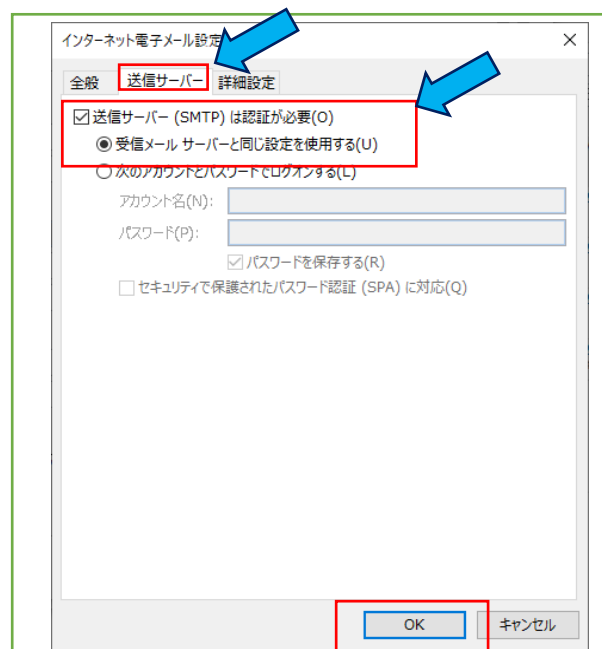 インターネット電子メール設定
全般 送信サーバー 詳細設定
送信サーバー (SMTP) は認証が必要(O)
受信メール サーバーと同じ設定を使用する(U)
次のアカウントとパスワードでログオンする(L)
アカウント名(N):
パスワード(P):
パスワードを保存する(R)
セキュリティで保護されたパスワード認証 (SPA) に対応(Q)
OK キャンセル